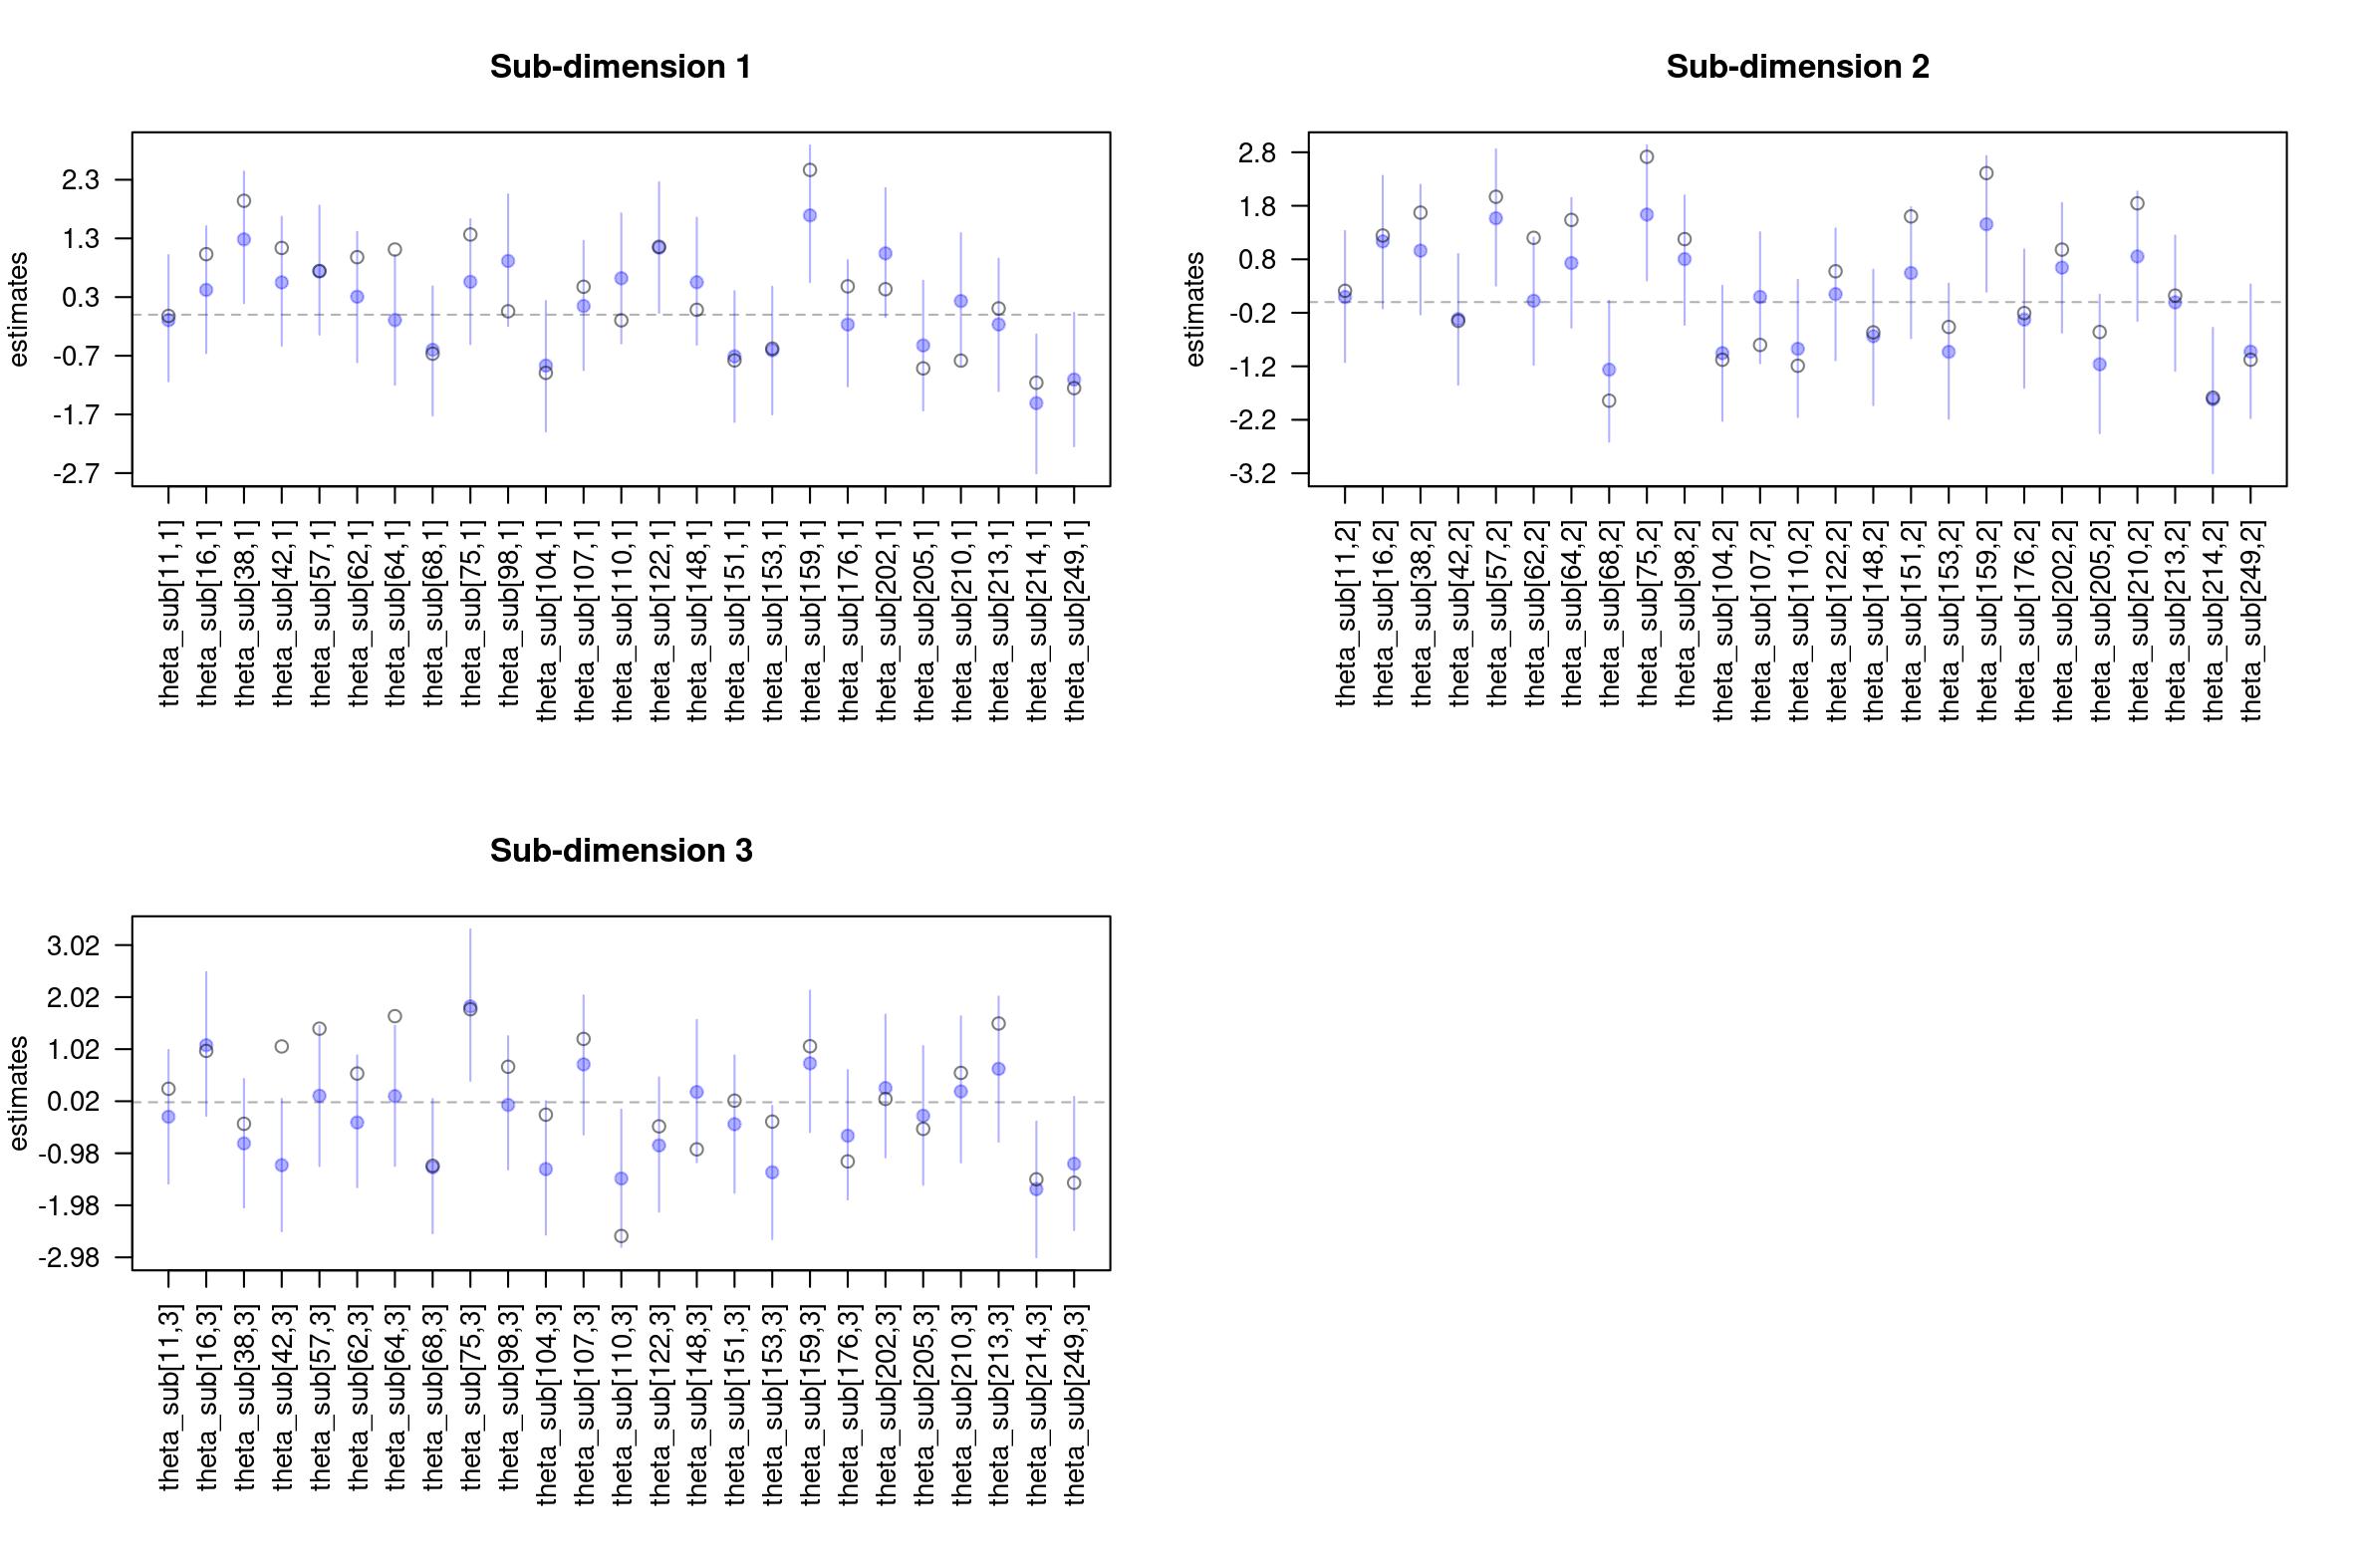 Sub-dimension 1
estimates
2.3
1.3
0.3
-0.7
-1.7
-2.7
theta_sub[11,1]
theta_sub[16,1]
theta_sub[38,1]
theta_sub[42,1]
theta_sub[57,1]
theta_sub[62,1]
theta_sub[64,1]
theta_sub[68,1]
theta_sub[75,1]
theta_sub[98,1]
theta_sub[104,1]
theta_sub[107,1]
theta_sub[110,1]
theta_sub[122,1]
theta_sub[148,1]
theta_sub[151,1]
theta_sub[153,1]
theta_sub[159,1]
theta_sub[176,1]
theta_sub[202,1]
theta_sub[205,1]
theta_sub[210,1]
theta_sub[213,1]
theta_sub[214,1]
theta_sub[249,1]
Sub-dimension 2
estimates
2.8
1.8
0.8
-0.2
-1.2
-2.2
-3.2
theta_sub[11,2]
theta_sub[16,2]
theta_sub[38,2]
theta_sub[42,2]
theta_sub[57,2]
theta_sub[62,2]
theta_sub[64,2]
theta_sub[68,2]
theta_sub[75,2]
theta_sub[98,2]
theta_sub[104,2]
theta_sub[107,2]
theta_sub[110,2]
theta_sub[122,2]
theta_sub[148,2]
theta_sub[151,2]
theta_sub[153,2]
theta_sub[159,2]
theta_sub[176,2]
theta_sub[202,2]
theta_sub[205,2]
theta_sub[210,2]
theta_sub[213,2]
theta_sub[214,2]
theta_sub[249,2]
Sub-dimension 3
estimates
3.02
2.02
1.02
0.02
-0.98
-1.98
-2.98
theta_sub[11,3]
theta_sub[16,3]
theta_sub[38,3]
theta_sub[42,3]
theta_sub[57,3]
theta_sub[62,3]
theta_sub[64,3]
theta_sub[68,3]
theta_sub[75,3]
theta_sub[98,3]
theta_sub[104,3]
theta_sub[107,3]
theta_sub[110,3]
theta_sub[122,3]
theta_sub[148,3]
theta_sub[151,3]
theta_sub[153,3]
theta_sub[159,3]
theta_sub[176,3]
theta_sub[202,3]
theta_sub[205,3]
theta_sub[210,3]
theta_sub[213,3]
theta_sub[214,3]
theta_sub[249,3]